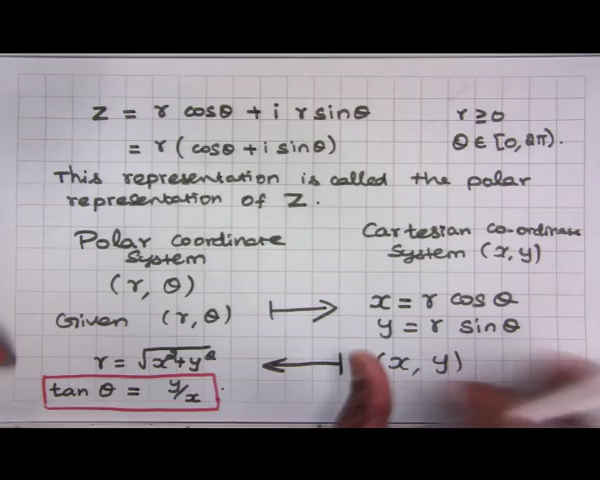 z = r cosθ + i r sinθ r ≥ 0
= r ( cosθ + i sinθ ) θ ∈ [0, 2π).
This representation is called the polar
representation of Z.
Polar coordinate
System
(r, θ)
Given (r, θ)
r = √x²+y²
tan θ = y/x .
Cartesian co-ordinate
System (x, y)
↦ x = r cos θ
y = r sin θ
(x, y)